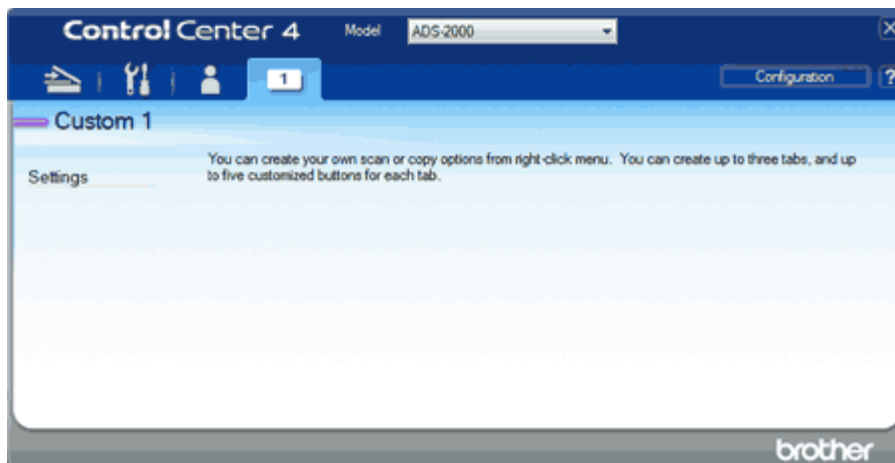 Control Center 4 Model ADS-2000 X
1 Configuration ?
Custom 1
Settings
You can create your own scan or copy options from right-click menu. You can create up to three tabs, and up
to five customized buttons for each tab.
brother